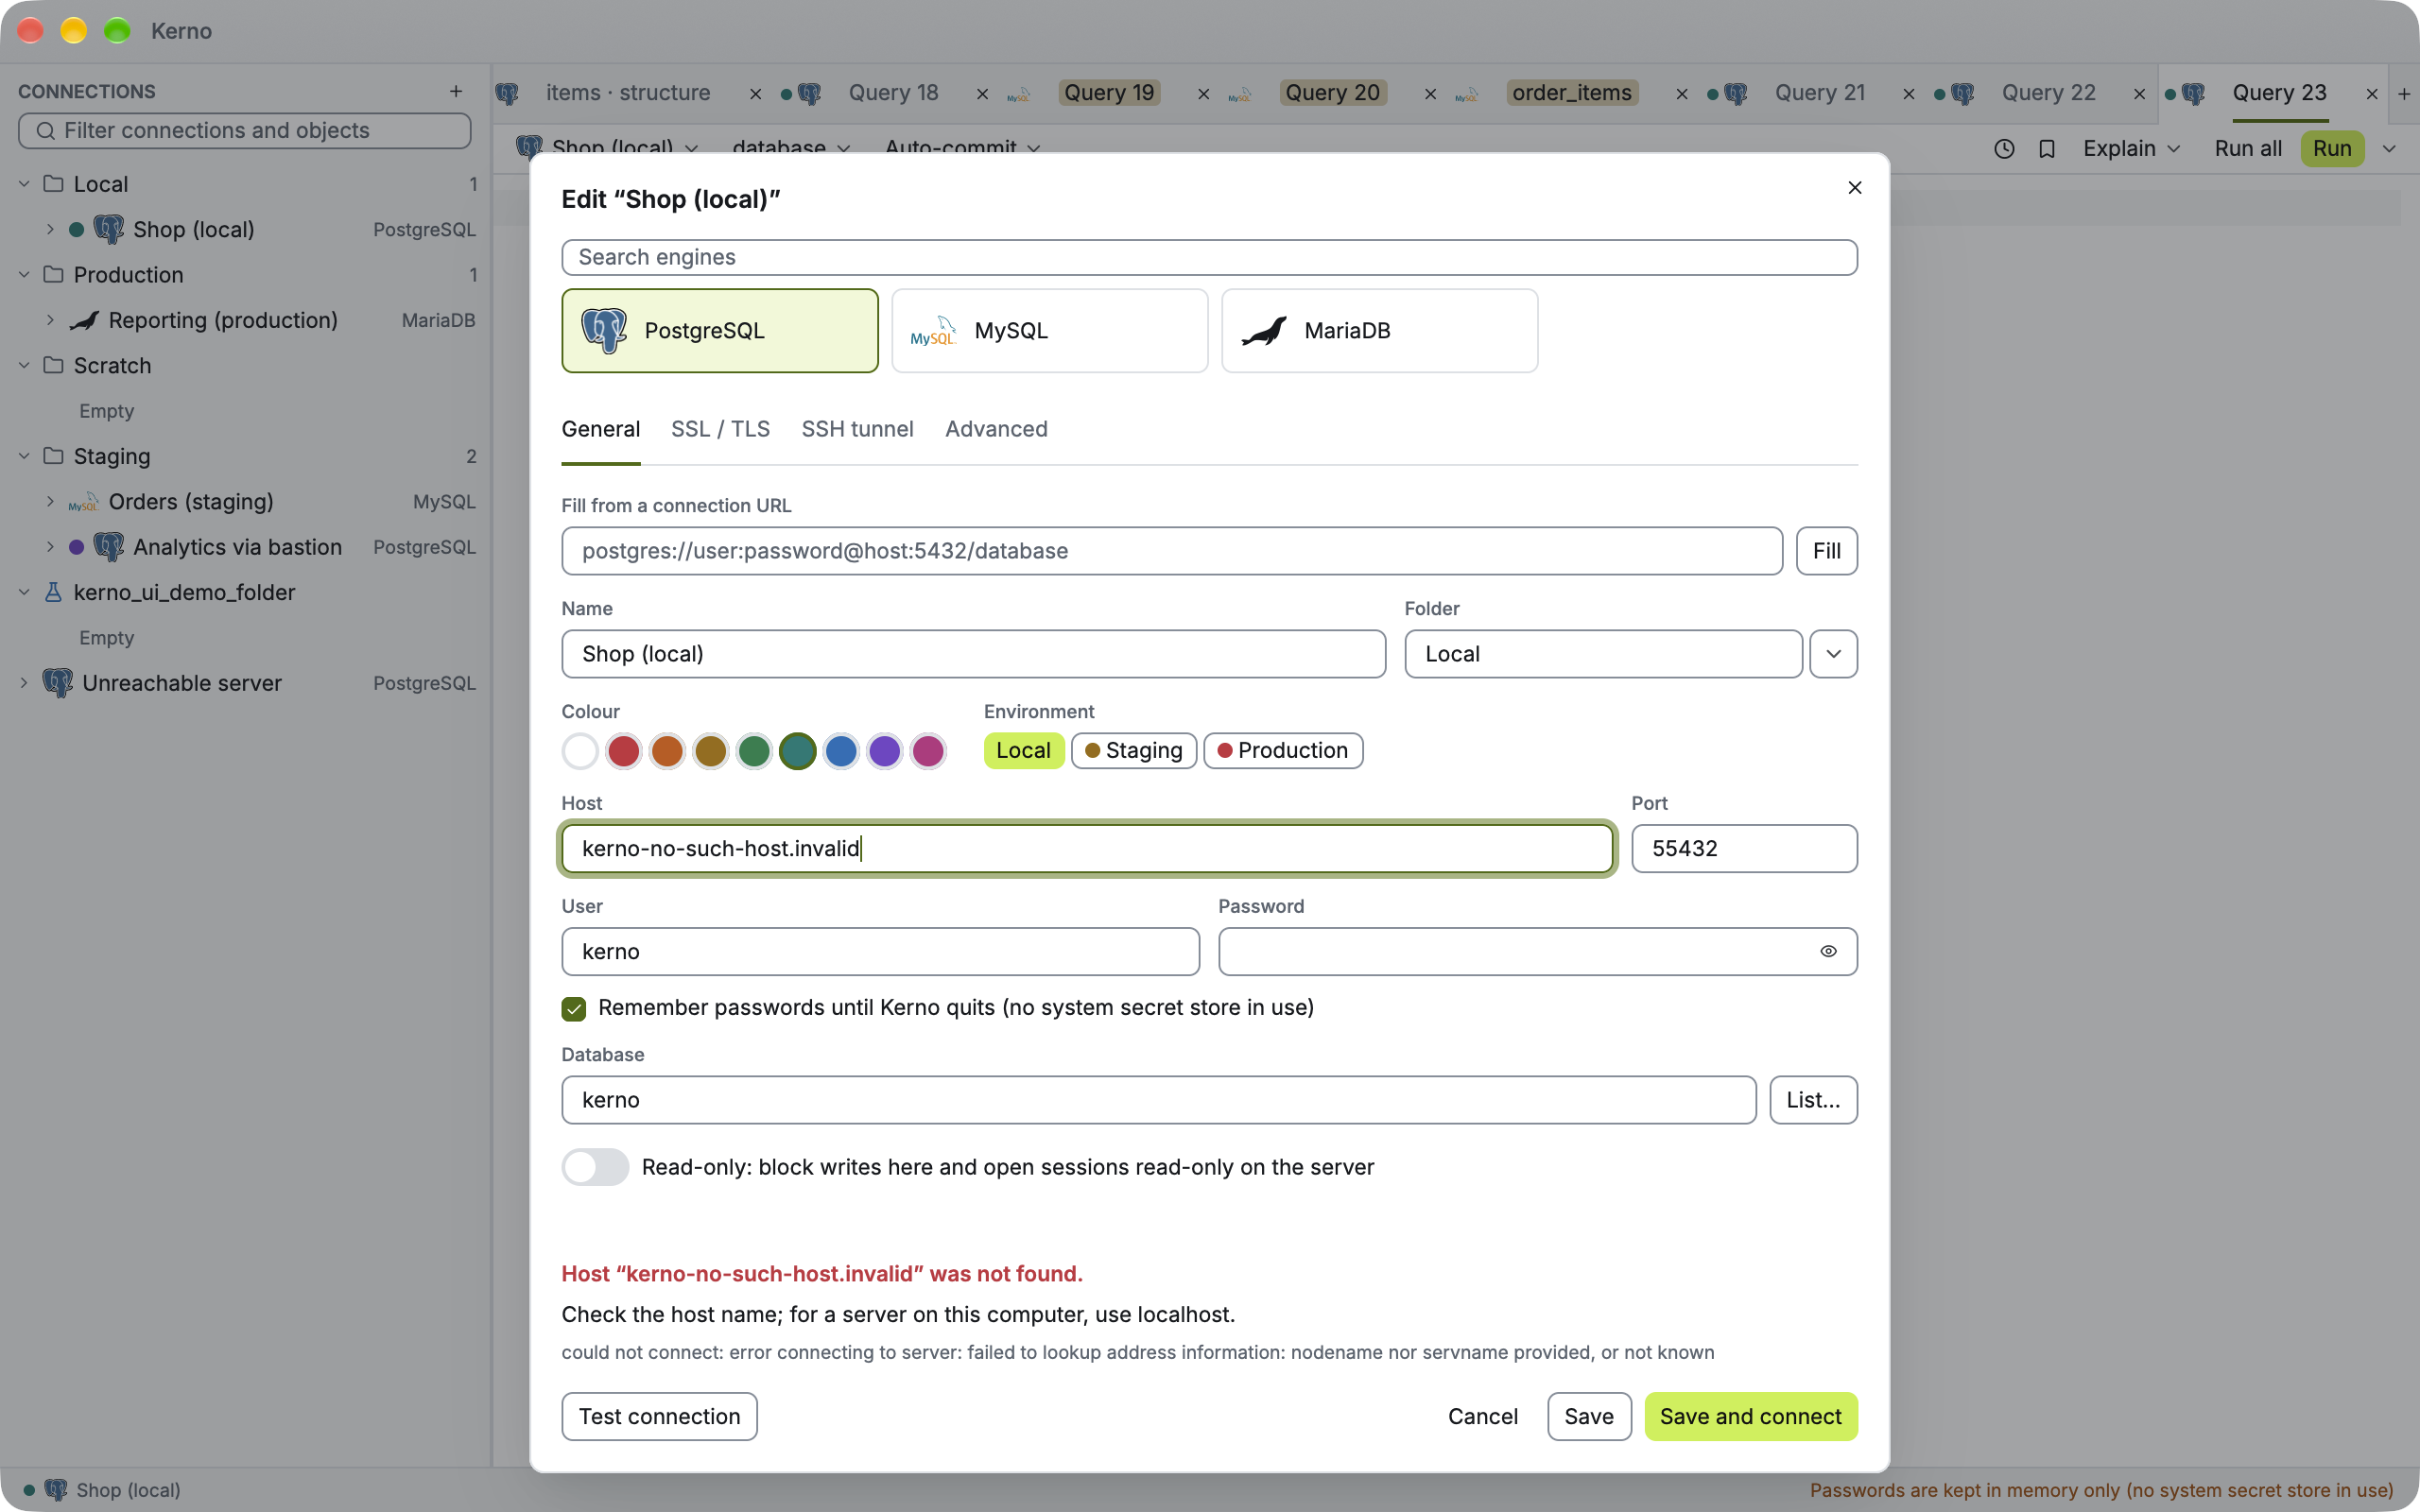 Kerno
CONNECTIONS
Filter connections and objects
Local 1
Shop (local) PostgreSQL
Production 1
Reporting (production) MariaDB
Scratch
Empty
Staging 2
MySQL Orders (staging) MySQL
Analytics via bastion PostgreSQL
kerno_ui_demo_folder
Empty
Unreachable server PostgreSQL
items · structure Query 18 MySQL Query 19 MySQL Query 20 MySQL order_items Query 21 Query 22 Query 23
Shop (local) database Auto-commit Explain Run all Run
Edit “Shop (local)”
Search engines
PostgreSQL MySQL MySQL MariaDB
General SSL / TLS SSH tunnel Advanced
Fill from a connection URL
postgres://user:password@host:5432/database Fill
Name Folder
Shop (local) Local
Colour Environment
Local Staging Production
Host Port
kerno-no-such-host.invalid 55432
User Password
kerno
Remember passwords until Kerno quits (no system secret store in use)
Database
kerno List...
Read-only: block writes here and open sessions read-only on the server
Host “kerno-no-such-host.invalid” was not found.
Check the host name; for a server on this computer, use localhost.
could not connect: error connecting to server: failed to lookup address information: nodename nor servname provided, or not known
Test connection Cancel Save Save and connect
Shop (local) Passwords are kept in memory only (no system secret store in use)